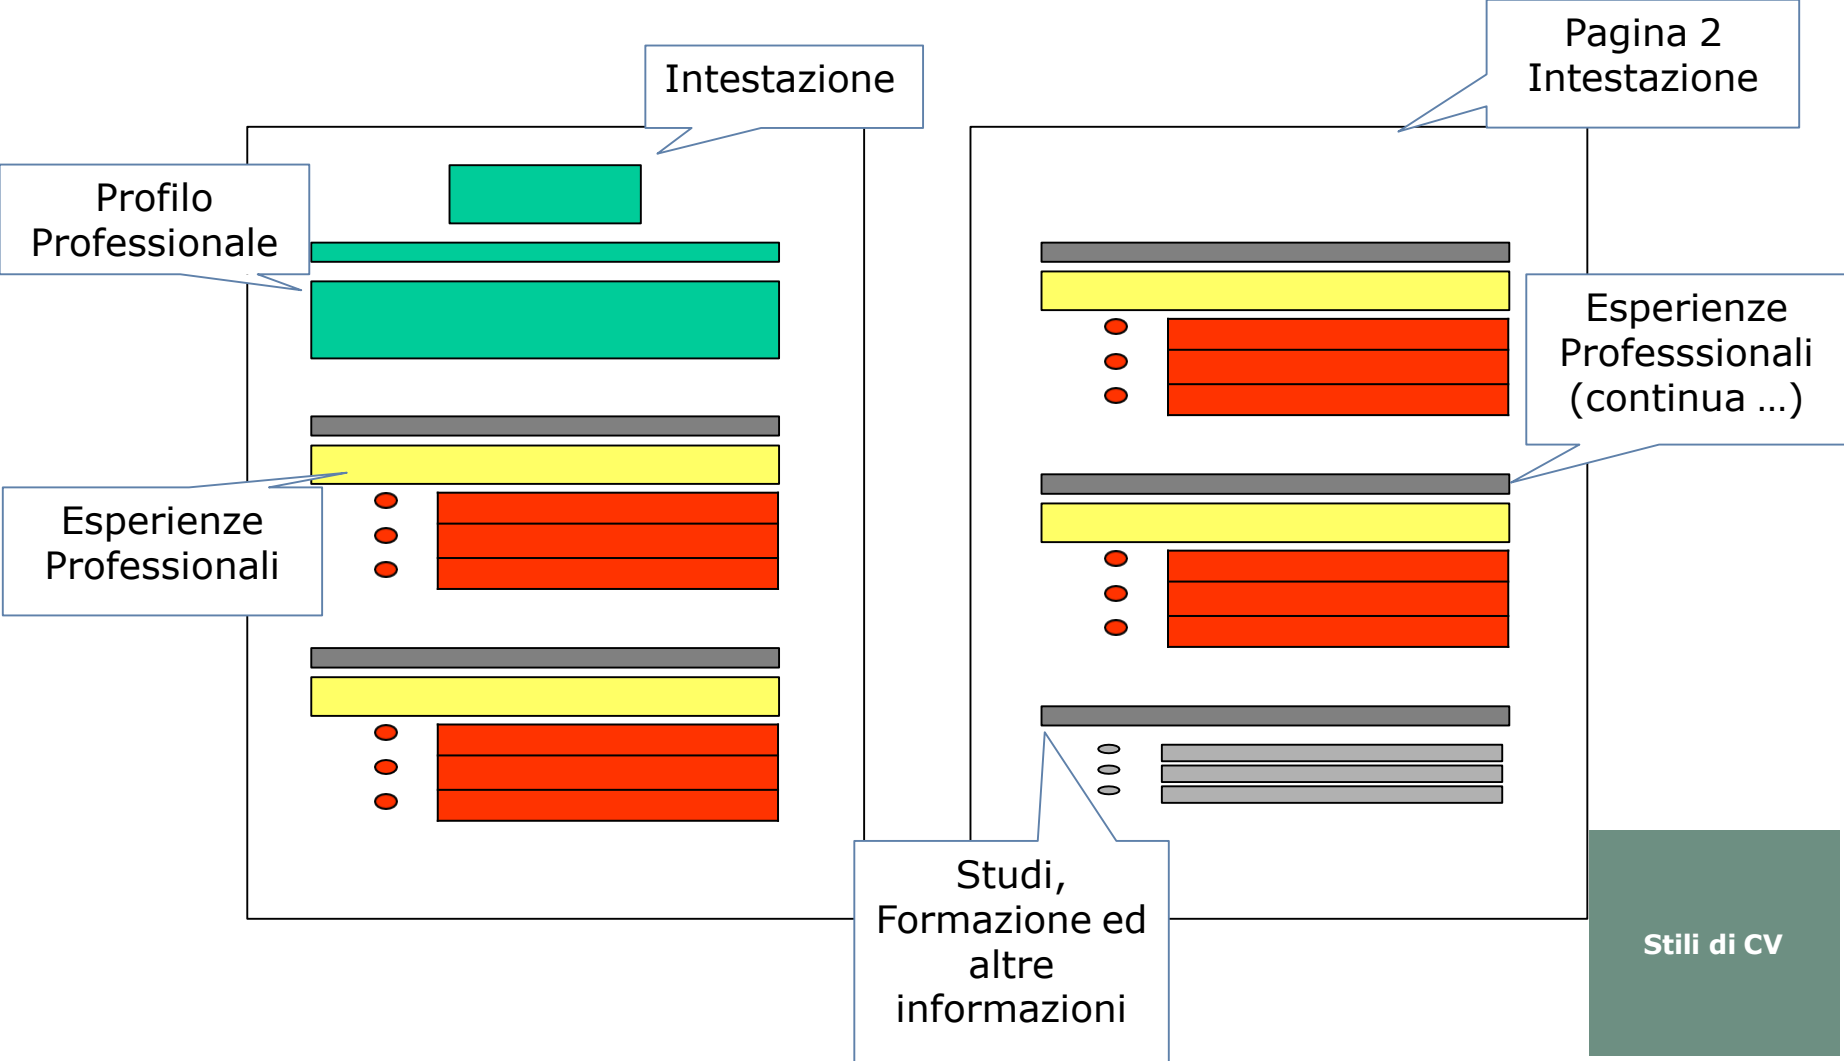 Intestazione
Pagina 2
Intestazione
Profilo
Professionale
Esperienze
Professsionali
(continua ...)
Esperienze
Professionali
Studi,
Formazione ed
altre
informazioni
Stili di CV